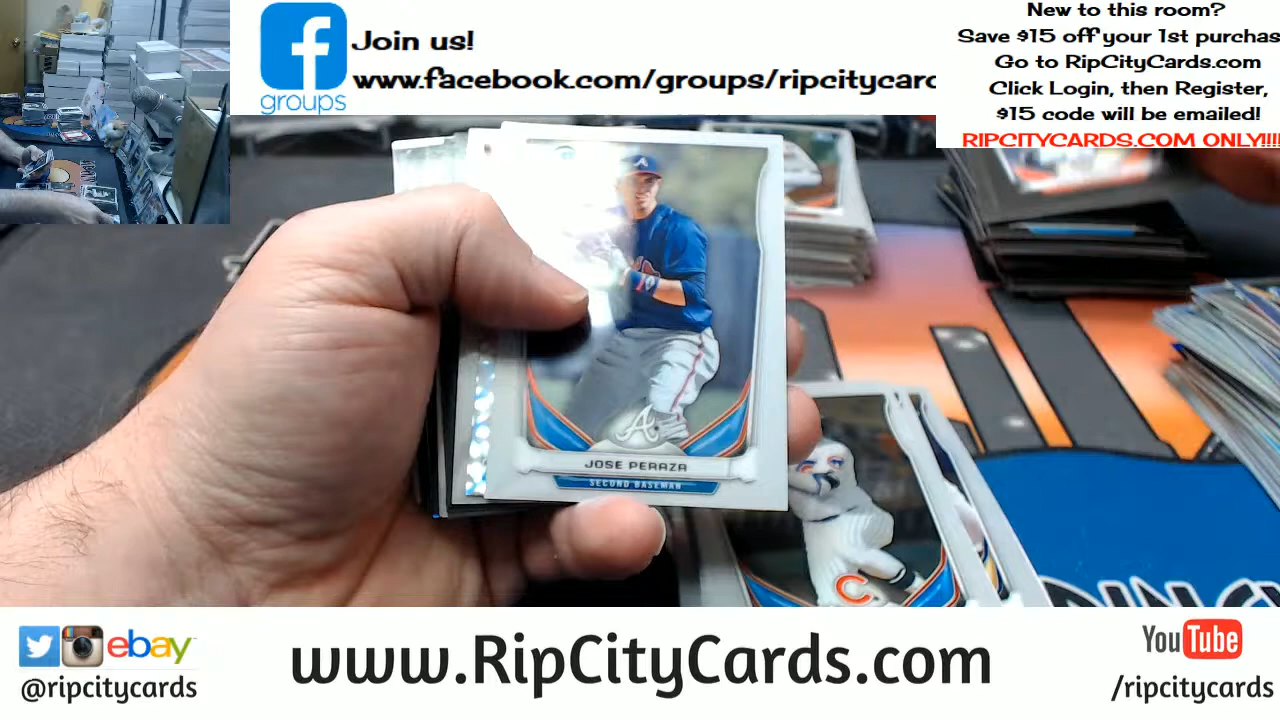 f
groups
Join us!
www.facebook.com/groups/ripcitycarc
New to this room?
Save $15 off your 1st purchas
Go to RipCityCards.com
Click Login, then Register,
$15 code will be emailed!
RIPCITYCARDS.COM ONLY!!!!
A
A
JOSE PERAZA
SECOND BASEMAN
C
ebay
@ripcitycards
www.RipCityCards.com
You Tube
/ripcitycards